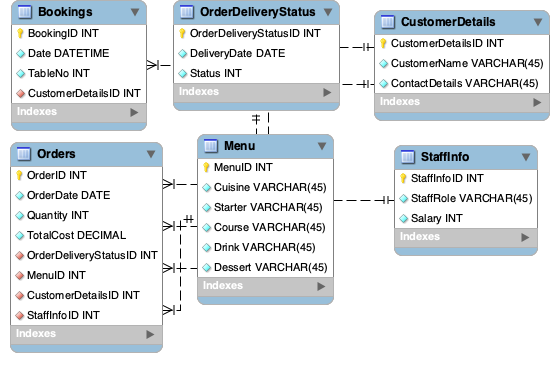 Bookings
BookingID INT
Date DATETIME
TableNo INT
CustomerDetailsID INT
Indexes
OrderDeliveryStatus
OrderDeliveryStatusID INT
DeliveryDate DATE
Status INT
Indexes
CustomerDetails
CustomerDetailsID INT
CustomerName VARCHAR(45)
ContactDetails VARCHAR(45)
Indexes
Orders
OrderID INT
OrderDate DATE
Quantity INT
TotalCost DECIMAL
OrderDeliveryStatusID INT
MenuID INT
CustomerDetailsID INT
StaffInfoID INT
Indexes
Menu
MenuID INT
Cuisine VARCHAR(45)
Starter VARCHAR(45)
Course VARCHAR(45)
Drink VARCHAR(45)
Dessert VARCHAR(45)
Indexes
StaffInfo
StaffInfoID INT
StaffRole VARCHAR(45)
Salary INT
Indexes